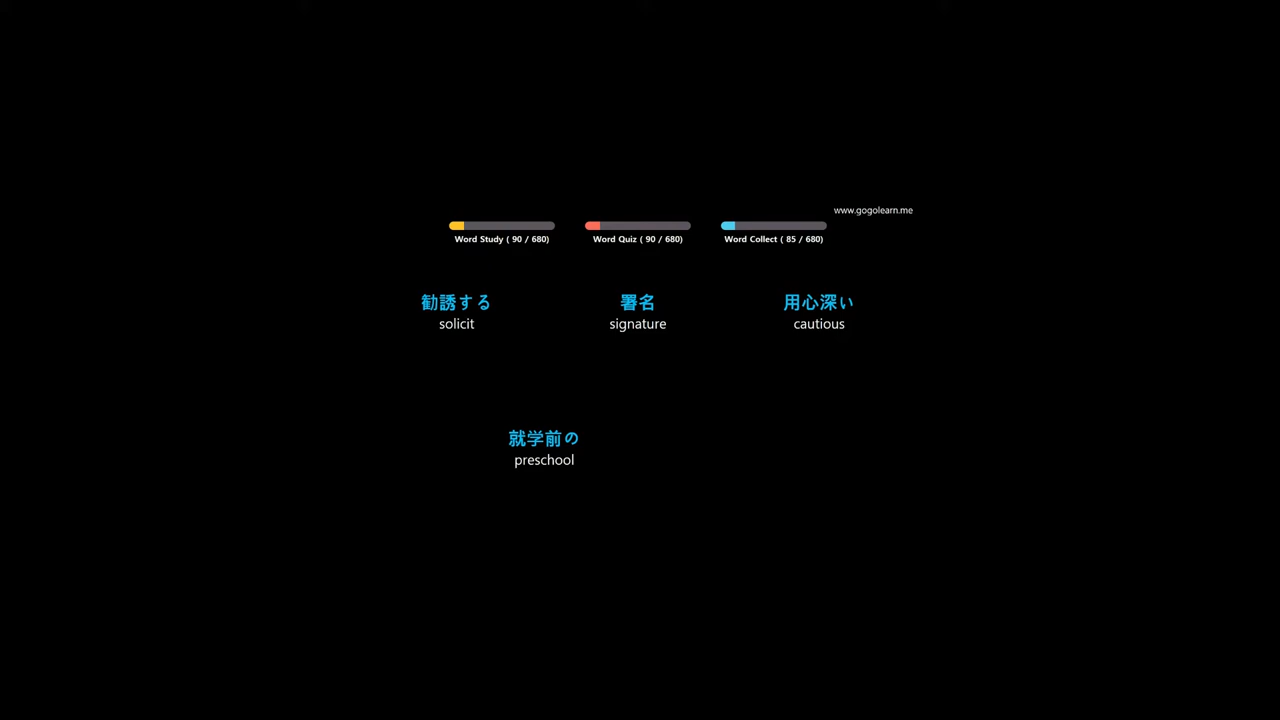 www.gogolearn.me
Word Study ( 90 / 680)
Word Quiz ( 90 / 680)
Word Collect ( 85 / 680)
勧誘する
solicit
署名
signature
用心深い
cautious
就学前の
preschool